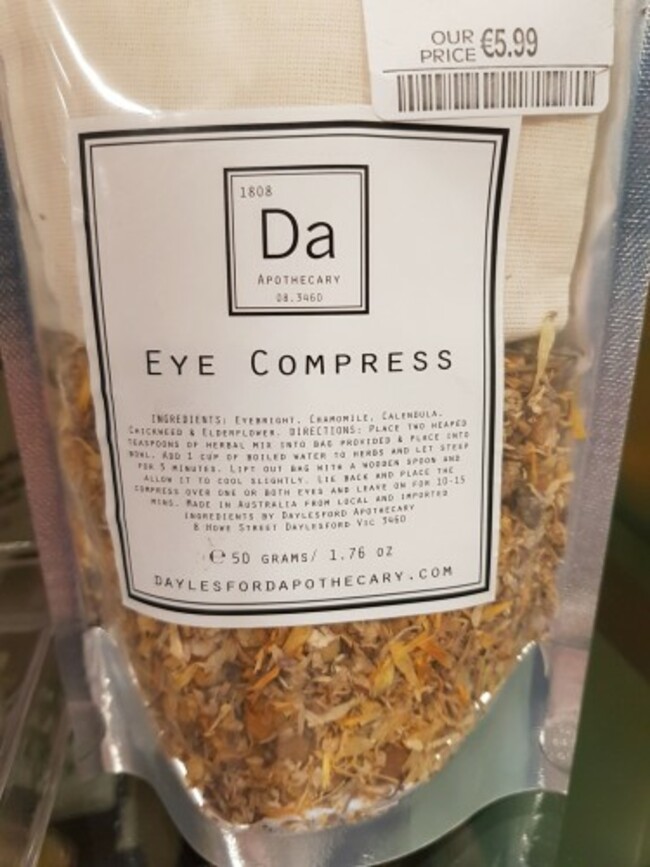 OUR
PRICE €5.99
1808
Da
APOTHECARY
08.3460
EYE COMPRESS
INGREDIENTS: EYEBRIGHT, CHAMOMILE, CALENDULA,
CHICKWEED & ELDERFLOWER. DIRECTIONS: PLACE TWO HEAPED
TEASPOONS OF HERBAL MIX INTO BAG PROVIDED & PLACE INTO
BOWL. ADD 1 CUP OF BOILED WATER TO HERBS AND LET STEEP
FOR 5 MINUTES. LIFT OUT BAG WITH A WOODEN SPOON AND
ALLOW IT TO COOL SLIGHTLY. LIE BACK AND PLACE THE
COMPRESS OVER ONE OR BOTH EYES AND LEAVE ON FOR 10-15
MINS. MADE IN AUSTRALIA FROM LOCAL AND IMPORTED
INGREDIENTS BY DAYLESFORD APOTHECARY
8 HOWE STREET DAYLESFORD VIC 3460
℮ 50 GRAMS/ 1.76 OZ
DAYLESFORDAPOTHECARY.COM